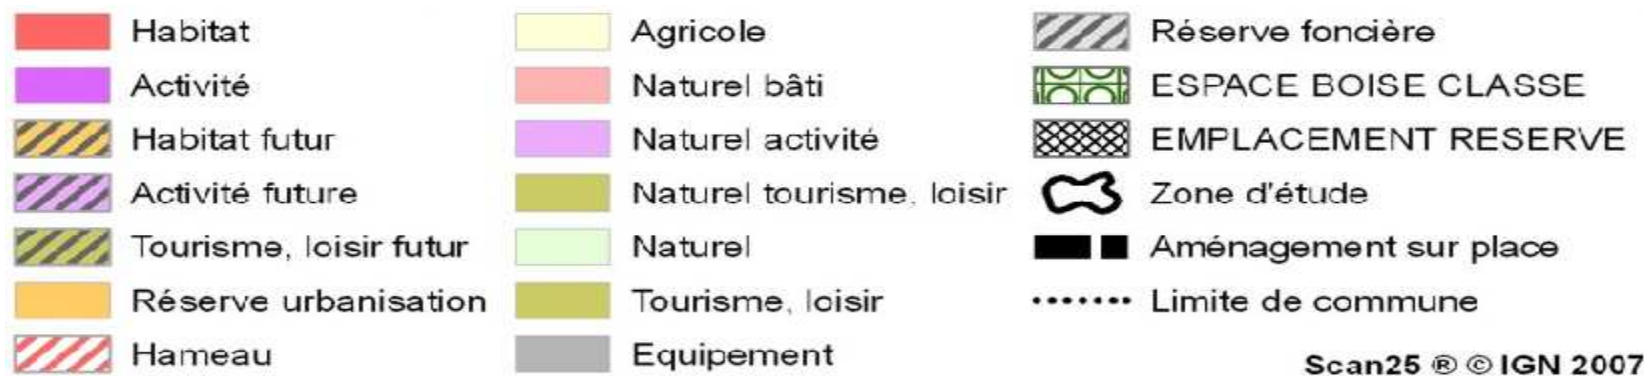 Habitat
Activité
Habitat futur
Activité future
Tourisme, loisir futur
Réserve urbanisation
Hameau
Agricole
Naturel bâti
Naturel activité
Naturel tourisme, loisir
Naturel
Tourisme, loisir
Equipement
Réserve foncière
ESPACE BOISE CLASSE
EMPLACEMENT RESERVE
Zone d'étude
Aménagement sur place
Limite de commune
Scan25 ® © IGN 2007